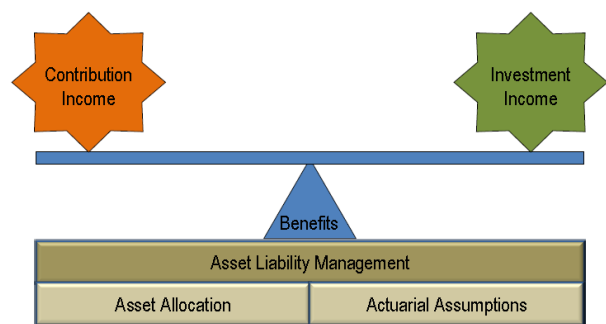 Contribution
Income
Investment
Income
Benefits
Asset Liability Management
Asset Allocation
Actuarial Assumptions